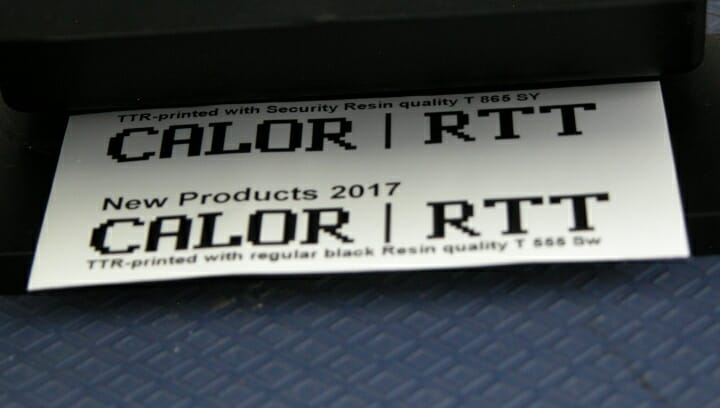 TTR-printed with Security Resin quality T 865 SY
CALOR | RTT
New Products 2017
CALOR | RTT
TTR-printed with regular black Resin quality T 555 Sw